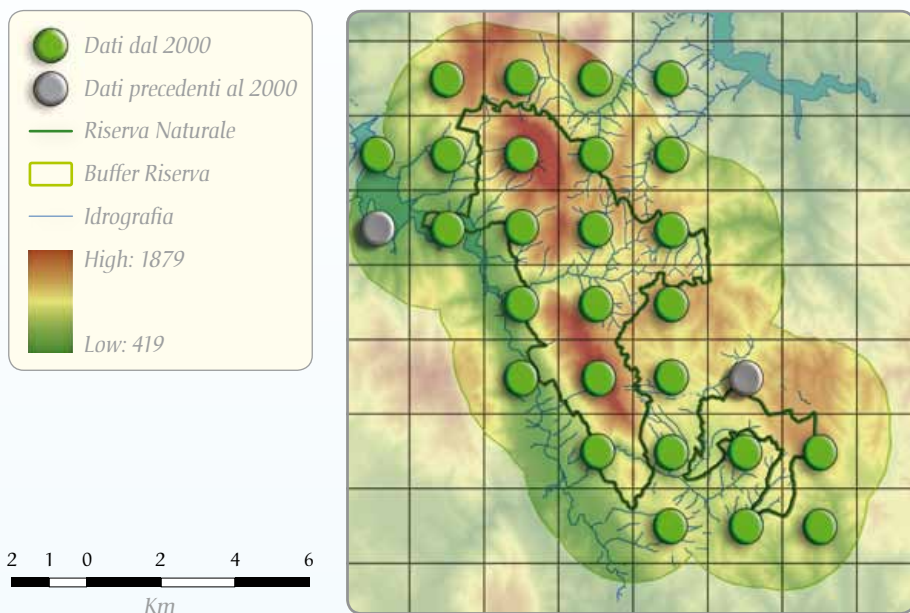 Dati dal 2000
Dati precedenti al 2000
Riserva Naturale
Buffer Riserva
Idrografia
High: 1879
Low: 419
2 1 0 2 4 6
Km